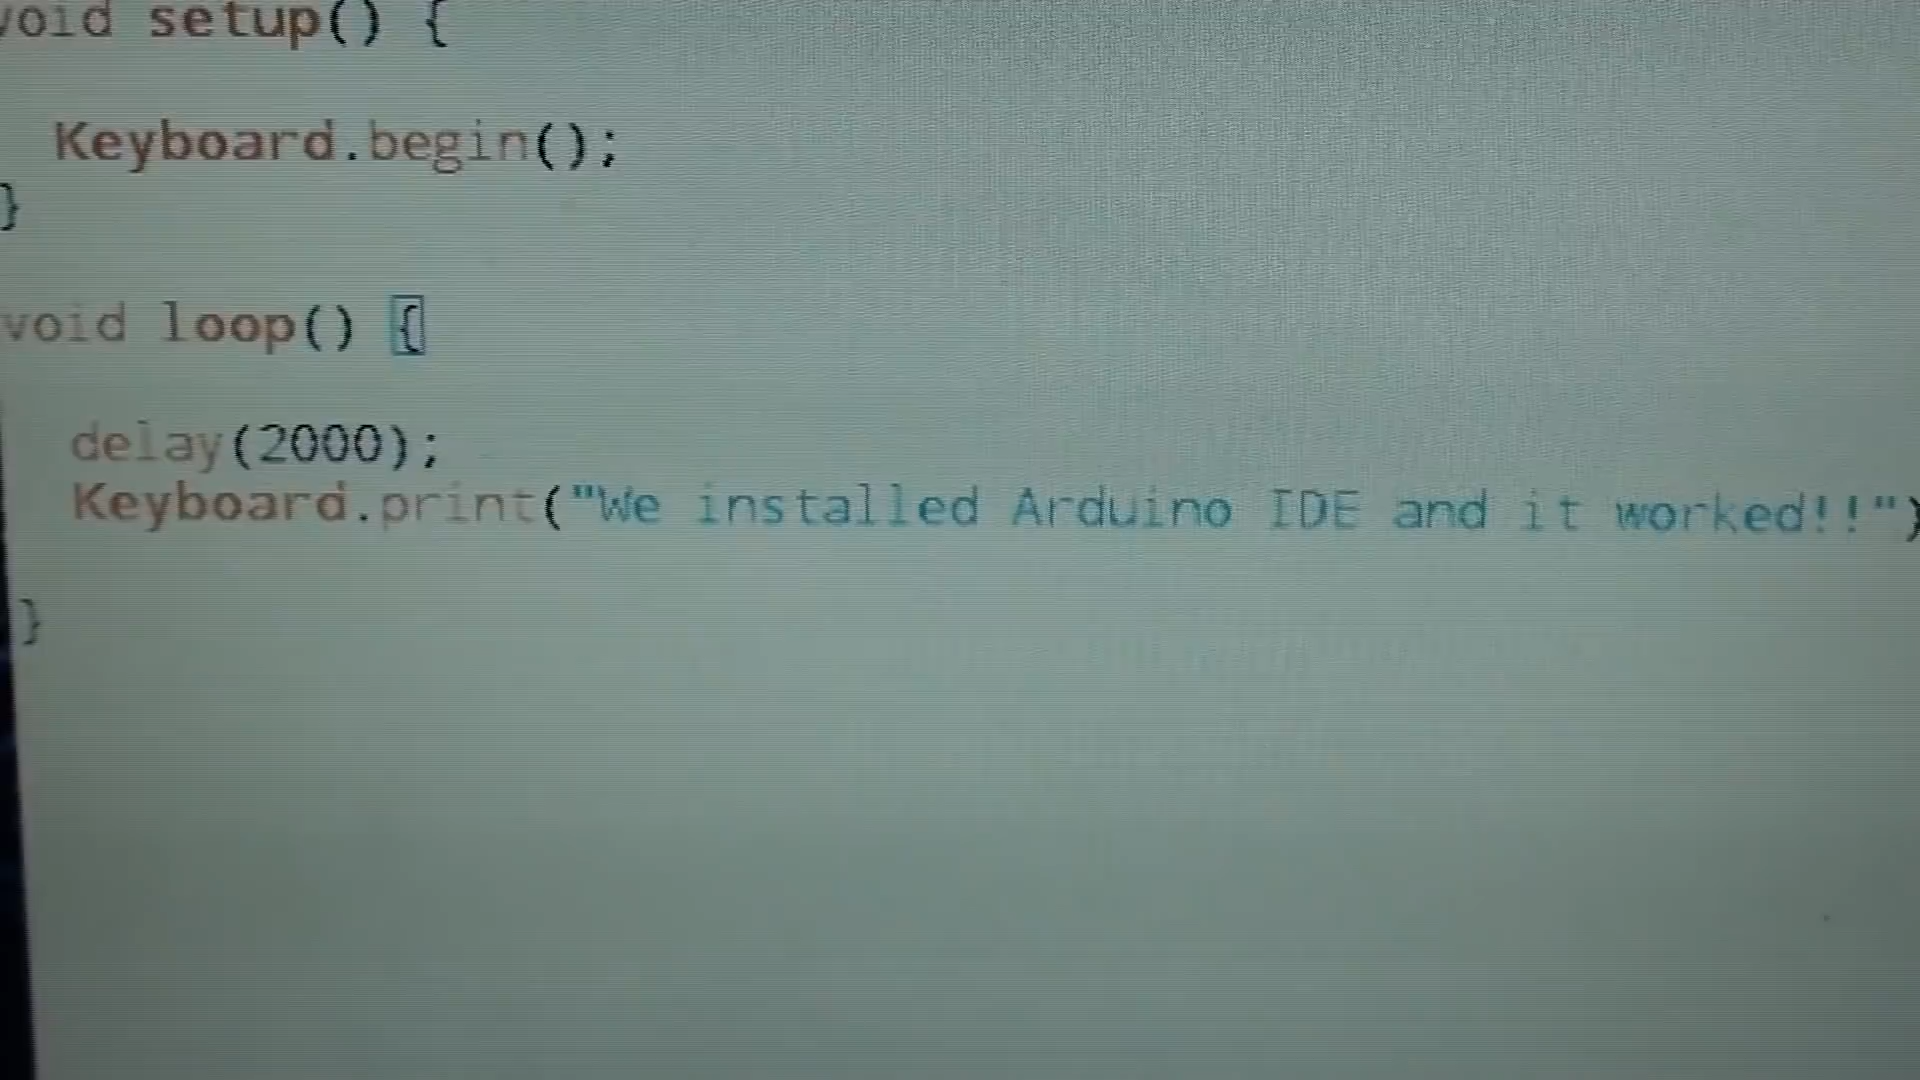 void setup() {
Keyboard.begin();
}
void loop() {
delay(2000);
Keyboard.print("We installed Arduino IDE and it worked!!")
}